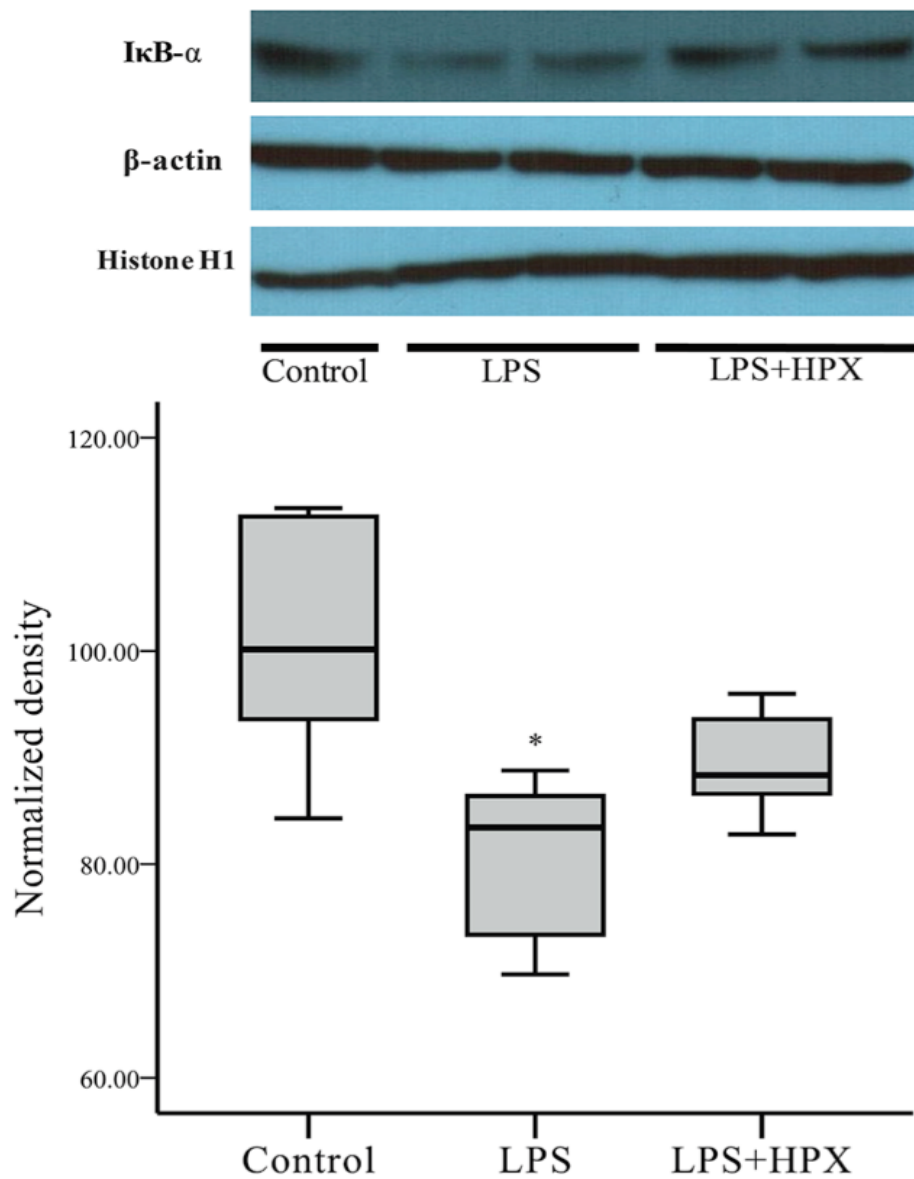 IκB-α
β-actin
Histone H1
Control LPS LPS+HPX
120.00
100.00
80.00
60.00
Normalized density
*
Control LPS LPS+HPX